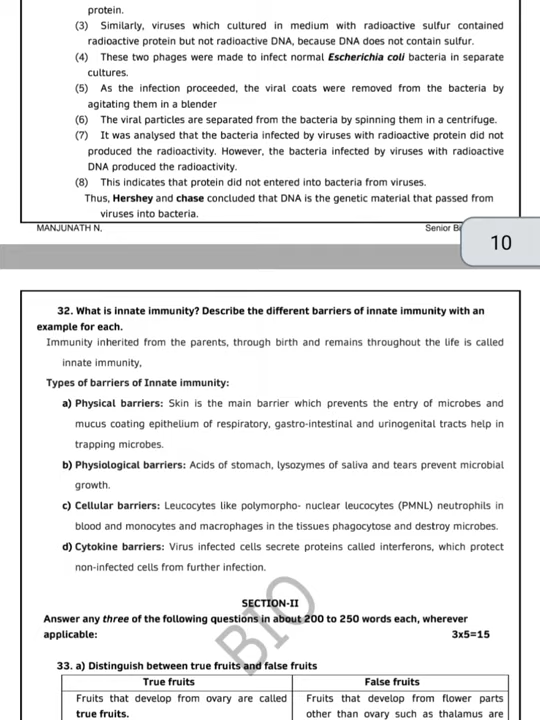 protein.
(3) Similarly, viruses which cultured in medium with radioactive sulfur contained
radioactive protein but not radioactive DNA, because DNA does not contain sulfur.
(4) These two phages were made to infect normal Escherichia coli bacteria in separate
cultures.
(5) As the infection proceeded, the viral coats were removed from the bacteria by
agitating them in a blender
(6) The viral particles are separated from the bacteria by spinning them in a centrifuge.
(7) It was analysed that the bacteria infected by viruses with radioactive protein did not
produced the radioactivity. However, the bacteria infected by viruses with radioactive
DNA produced the radioactivity.
(8) This indicates that protein did not entered into bacteria from viruses.
Thus, Hershey and chase concluded that DNA is the genetic material that passed from
viruses into bacteria.
MANJUNATH N, Senior
10
32. What is innate immunity? Describe the different barriers of innate immunity with an
example for each.
Immunity inherited from the parents, through birth and remains throughout the life is called
innate immunity,
Types of barriers of Innate immunity:
a) Physical barriers: Skin is the main barrier which prevents the entry of microbes and
mucus coating epithelium of respiratory, gastro-intestinal and urinogenital tracts help in
trapping microbes.
b) Physiological barriers: Acids of stomach, lysozymes of saliva and tears prevent microbial
growth.
c) Cellular barriers: Leucocytes like polymorpho- nuclear leucocytes (PMNL) neutrophils in
blood and monocytes and macrophages in the tissues phagocytose and destroy microbes.
d) Cytokine barriers: Virus infected cells secrete proteins called interferons, which protect
non-infected cells from further infection.
BIO
SECTION-II
Answer any three of the following questions in about 200 to 250 words each, wherever
applicable: 3x5=15
33. a) Distinguish between true fruits and false fruits
True fruits False fruits
Fruits that develop from ovary are called Fruits that develop from flower parts
true fruits. other than ovary such as thalamus are